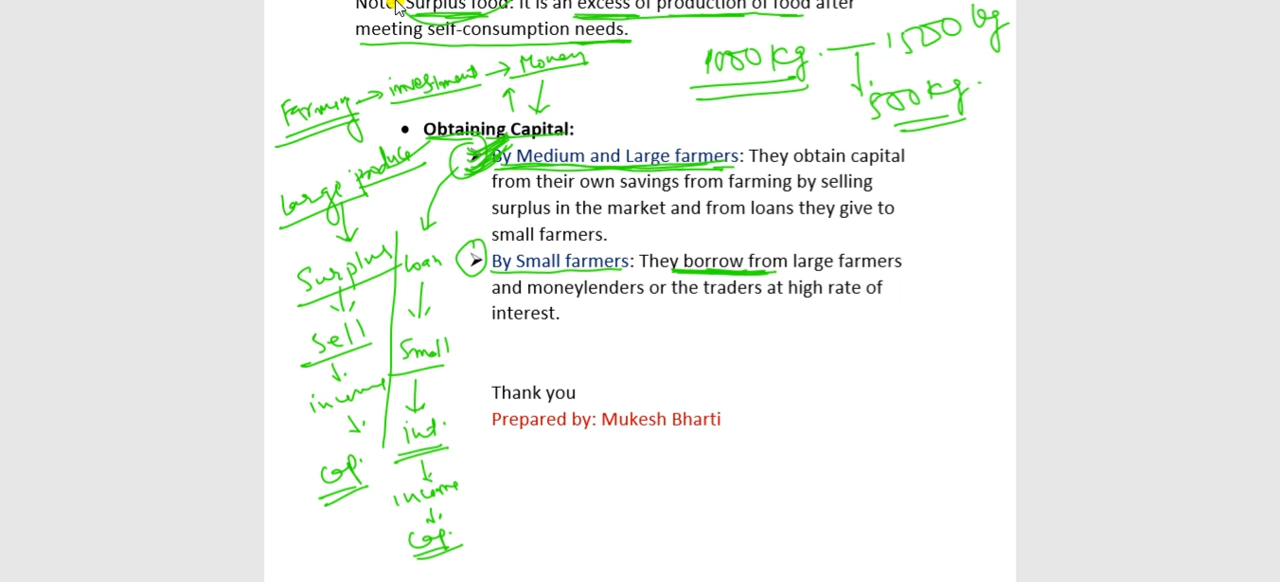 Note: Surplus food: It is an excess of production of food after
meeting self-consumption needs.
1000 kg. 1500 kg
500 kg.
Farming → investment → Money
• Obtaining Capital:
➤ By Medium and Large farmers: They obtain capital
from their own savings from farming by selling
surplus in the market and from loans they give to
small farmers.
➤ By Small farmers: They borrow from large farmers
and moneylenders or the traders at high rate of
interest.
Large produce
Surplus
Sell
income
Cap.
Loan
Small
int.
income
Cap.
Thank you
Prepared by: Mukesh Bharti